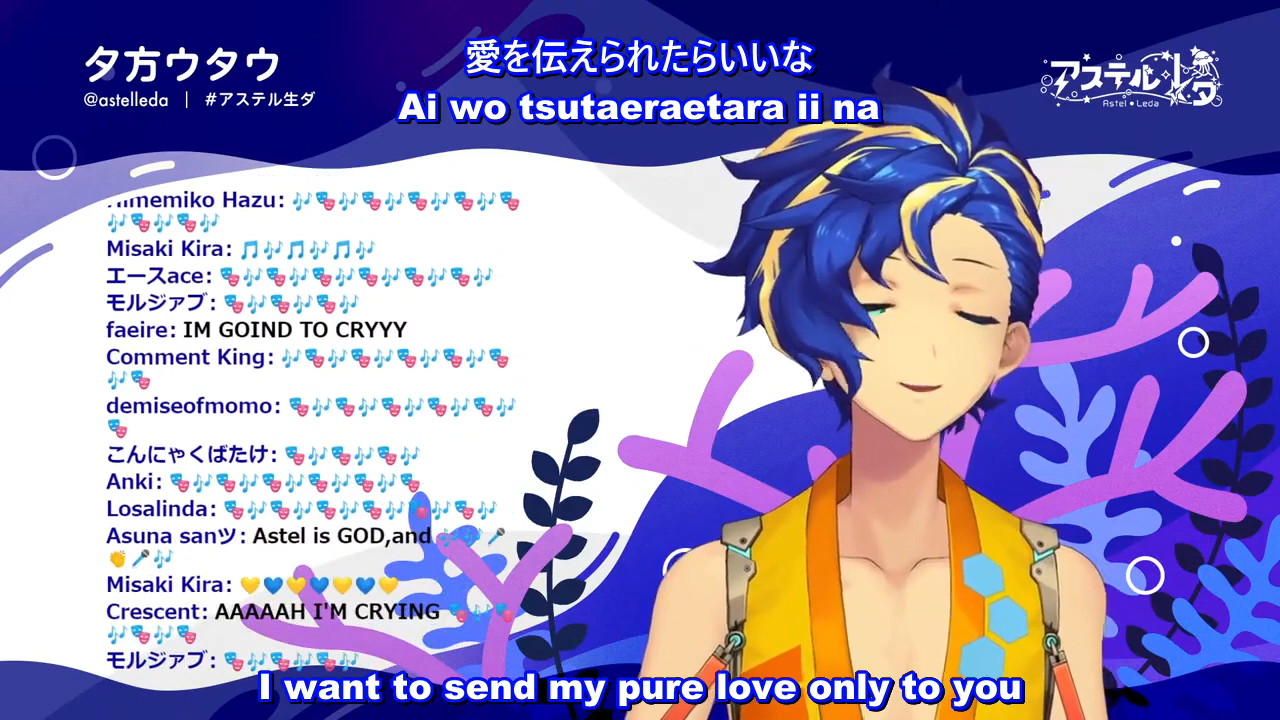 愛を伝えられたらいいな
Ai wo tsutaeraetara ii na
夕方ウタウ
@astelleda | #アステル生ダ
アステル・レダ
Astel • Leda
Himemiko Hazu: 🎶🎭🎶🎭🎶🎭🎶🎭🎶🎭
🎶🎭🎶🎭🎶
Misaki Kira: 🎵🎶🎵🎶🎵🎶
エースace: 🎭🎶🎭🎶🎭🎶🎭🎶🎭🎶🎭🎶
モルジァブ: 🎭🎶🎭🎶🎭🎶
faeire: IM GOIND TO CRYYY
Comment King: 🎶🎭🎶🎭🎶🎭🎶🎭🎶🎭
🎶🎭
demiseofmomo: 🎭🎶🎭🎶🎭🎶🎭🎶🎭🎶
🎭
こんにゃくばたけ: 🎭🎶🎭🎶🎭🎶
Anki: 🎭🎶🎭🎶🎭🎶🎭🎶🎭🎶🎭
Losalinda: 🎭🎶🎭🎶🎭🎶🎭🎶🎭🎶🎭🎶
Asuna sanツ: Astel is GOD,and 🎶🎶🎤
👏🎤🎶
Misaki Kira: 💛💙💛💙💛💙💛
Crescent: AAAAAH I'M CRYING 🎭🎶🎭
🎶🎭🎶🎭
モルジァブ: 🎭🎶🎭🎶🎭🎶
I want to send my pure love only to you